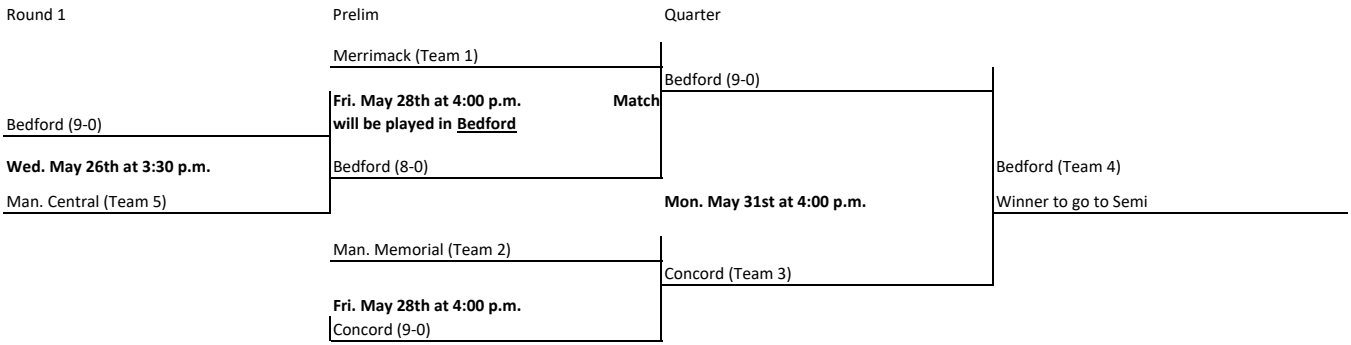 Round 1 Prelim Quarter
Merrimack (Team 1)
Bedford (9-0)
Fri. May 28th at 4:00 p.m. Match
will be played in Bedford
Bedford (9-0)
Wed. May 26th at 3:30 p.m.
Bedford (8-0)
Bedford (Team 4)
Man. Central (Team 5)
Mon. May 31st at 4:00 p.m.
Winner to go to Semi
Man. Memorial (Team 2)
Concord (Team 3)
Fri. May 28th at 4:00 p.m.
Concord (9-0)